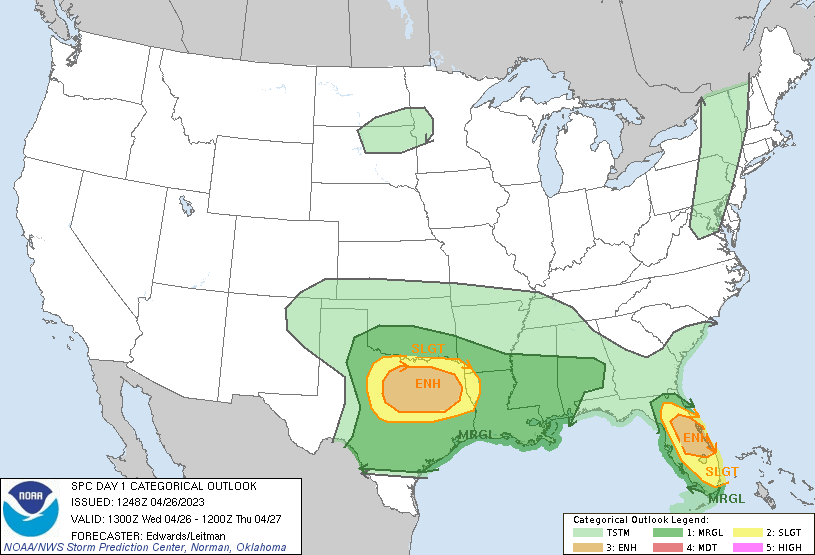 SLGT
ENH
MRGL
ENH
SLGT
MRGL
NOAA
SPC DAY 1 CATEGORICAL OUTLOOK
ISSUED: 1248Z 04/26/2023
VALID: 1300Z Wed 04/26 - 1200Z Thu 04/27
FORECASTER: Edwards/Leitman
NOAA/NWS Storm Prediction Center, Norman, Oklahoma
Categorical Outlook Legend:
TSTM 1: MRGL 2: SLGT
3: ENH 4: MDT 5: HIGH